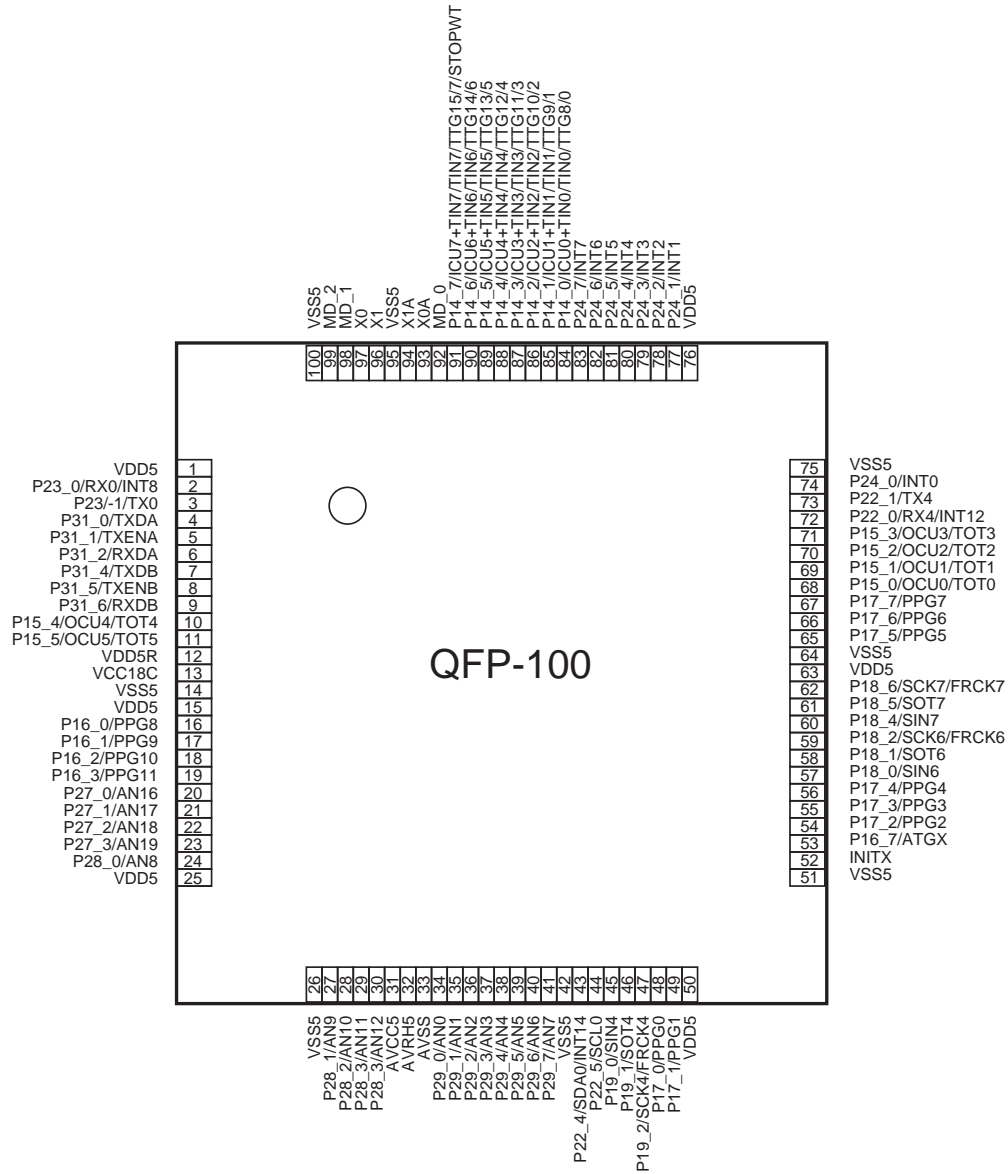 P14_7/ICU7+TIN7/TIN7/TTG15/7/STOPWT
P14_6/ICU6+TIN6/TIN6/TTG14/6
P14_5/ICU5+TIN5/TIN5/TTG13/5
P14_4/ICU4+TIN4/TIN4/TTG12/4
P14_3/ICU3+TIN3/TIN3/TTG11/3
P14_2/ICU2+TIN2/TIN2/TTG10/2
P14_1/ICU1+TIN1/TIN1/TTG9/1
P14_0/ICU0+TIN0/TIN0/TTG8/0
VSS5
MD_2
MD_1
X0
X1
VSS5
X1A
X0A
MD_0
P24_7/INT7
P24_6/INT6
P24_5/INT5
P24_4/INT4
P24_3/INT3
P24_2/INT2
P24_1/INT1
VDD5
100 99 98 97 96 95 94 93 92 91 90 89 88 87 86 85 84 83 82 81 80 79 78 77 76
VDD5 1
P23_0/RX0/INT8 2
P23/-1/TX0 3
P31_0/TXDA 4
P31_1/TXENA 5
P31_2/RXDA 6
P31_4/TXDB 7
P31_5/TXENB 8
P31_6/RXDB 9
P15_4/OCU4/TOT4 10
P15_5/OCU5/TOT5 11
VDD5R 12
VCC18C 13
VSS5 14
VDD5 15
P16_0/PPG8 16
P16_1/PPG9 17
P16_2/PPG10 18
P16_3/PPG11 19
P27_0/AN16 20
P27_1/AN17 21
P27_2/AN18 22
P27_3/AN19 23
P28_0/AN8 24
VDD5 25
QFP-100
75 VSS5
74 P24_0/INT0
73 P22_1/TX4
72 P22_0/RX4/INT12
71 P15_3/OCU3/TOT3
70 P15_2/OCU2/TOT2
69 P15_1/OCU1/TOT1
68 P15_0/OCU0/TOT0
67 P17_7/PPG7
66 P17_6/PPG6
65 P17_5/PPG5
64 VSS5
63 VDD5
62 P18_6/SCK7/FRCK7
61 P18_5/SOT7
60 P18_4/SIN7
59 P18_2/SCK6/FRCK6
58 P18_1/SOT6
57 P18_0/SIN6
56 P17_4/PPG4
55 P17_3/PPG3
54 P17_2/PPG2
53 P16_7/ATGX
52 INITX
51 VSS5
26 27 28 29 30 31 32 33 34 35 36 37 38 39 40 41 42 43 44 45 46 47 48 49 50
VSS5
P28_1/AN9
P28_2/AN10
P28_3/AN11
P28_3/AN12
AVCC5
AVRH5
AVSS
P29_0/AN0
P29_1/AN1
P29_2/AN2
P29_3/AN3
P29_4/AN4
P29_5/AN5
P29_6/AN6
P29_7/AN7
VSS5
P22_4/SDA0/INT14
P22_5/SCL0
P19_0/SIN4
P19_1/SOT4
P19_2/SCK4/FRCK4
P17_0/PPG0
P17_1/PPG1
VDD5